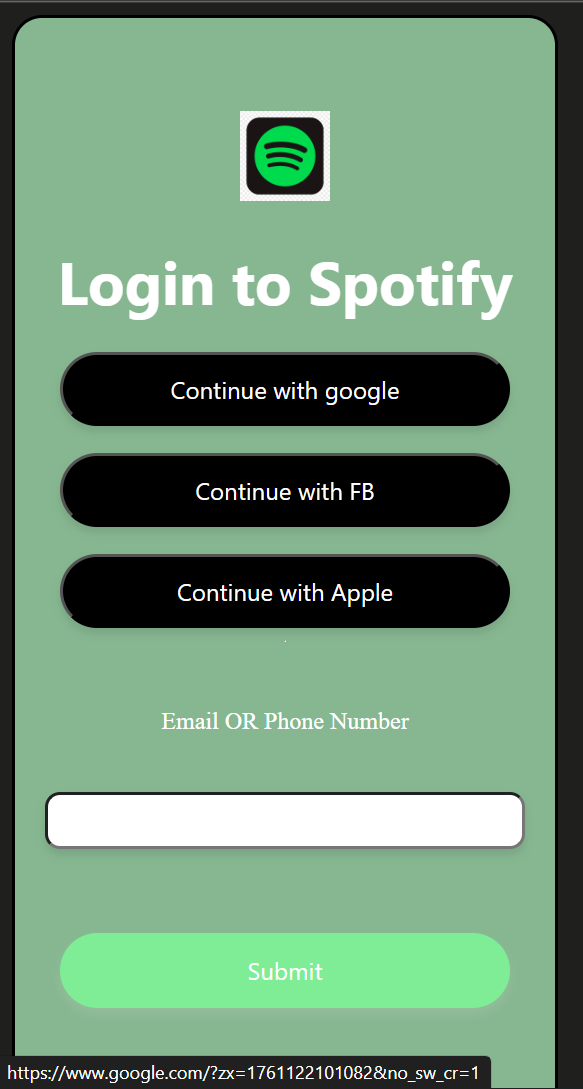 Login to Spotify
Continue with google
Continue with FB
Continue with Apple
Email OR Phone Number
Submit
https://www.google.com/?zx=1761122101082&no_sw_cr=1